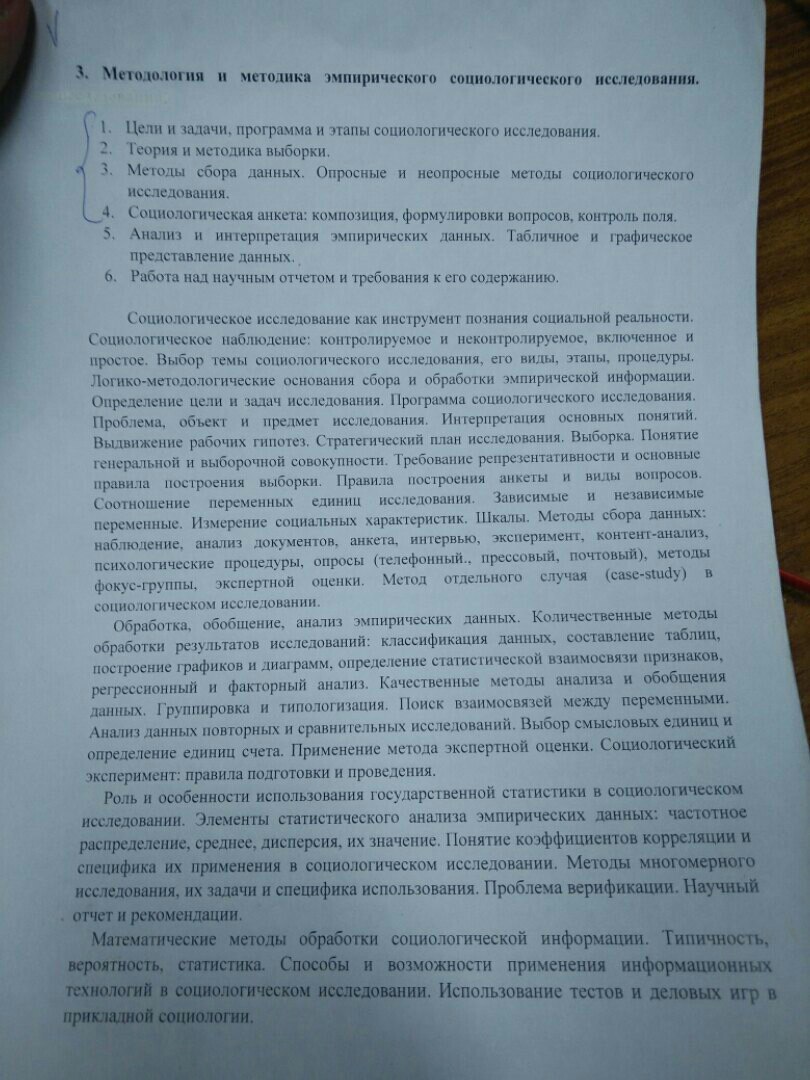 3. Методология и методика эмпирического социологического исследования.
1. Цели и задачи, программа и этапы социологического исследования.
2. Теория и методика выборки.
3. Методы сбора данных. Опросные и неопросные методы социологического
исследования.
4. Социологическая анкета: композиция, формулировки вопросов, контроль поля.
5. Анализ и интерпретация эмпирических данных. Табличное и графическое
представление данных.
6. Работа над научным отчетом и требования к его содержанию.
Социологическое исследование как инструмент познания социальной реальности.
Социологическое наблюдение: контролируемое и неконтролируемое, включенное и
простое. Выбор темы социологического исследования, его виды, этапы, процедуры.
Логико-методологические основания сбора и обработки эмпирической информации.
Определение цели и задач исследования. Программа социологического исследования.
Проблема, объект и предмет исследования. Интерпретация основных понятий.
Выдвижение рабочих гипотез. Стратегический план исследования. Выборка. Понятие
генеральной и выборочной совокупности. Требование репрезентативности и основные
правила построения выборки. Правила построения анкеты и виды вопросов.
Соотношение переменных единиц исследования. Зависимые и независимые
переменные. Измерение социальных характеристик. Шкалы. Методы сбора данных:
наблюдение, анализ документов, анкета, интервью, эксперимент, контент-анализ,
психологические процедуры, опросы (телефонный., прессовый, почтовый), методы
фокус-группы, экспертной оценки. Метод отдельного случая (case-study) в
социологическом исследовании.
Обработка, обобщение, анализ эмпирических данных. Количественные методы
обработки результатов исследований: классификация данных, составление таблиц,
построение графиков и диаграмм, определение статистической взаимосвязи признаков,
регрессионный и факторный анализ. Качественные методы анализа и обобщения
данных. Группировка и типологизация. Поиск взаимосвязей между переменными.
Анализ данных повторных и сравнительных исследований. Выбор смысловых единиц и
определение единиц счета. Применение метода экспертной оценки. Социологический
эксперимент: правила подготовки и проведения.
Роль и особенности использования государственной статистики в социологическом
исследовании. Элементы статистического анализа эмпирических данных: частотное
распределение, среднее, дисперсия, их значение. Понятие коэффициентов корреляции и
специфика их применения в социологическом исследовании. Методы многомерного
исследования, их задачи и специфика использования. Проблема верификации. Научный
отчет и рекомендации.
Математические методы обработки социологической информации. Типичность,
вероятность, статистика. Способы и возможности применения информационных
технологий в социологическом исследовании. Использование тестов и деловых игр в
прикладной социологии.